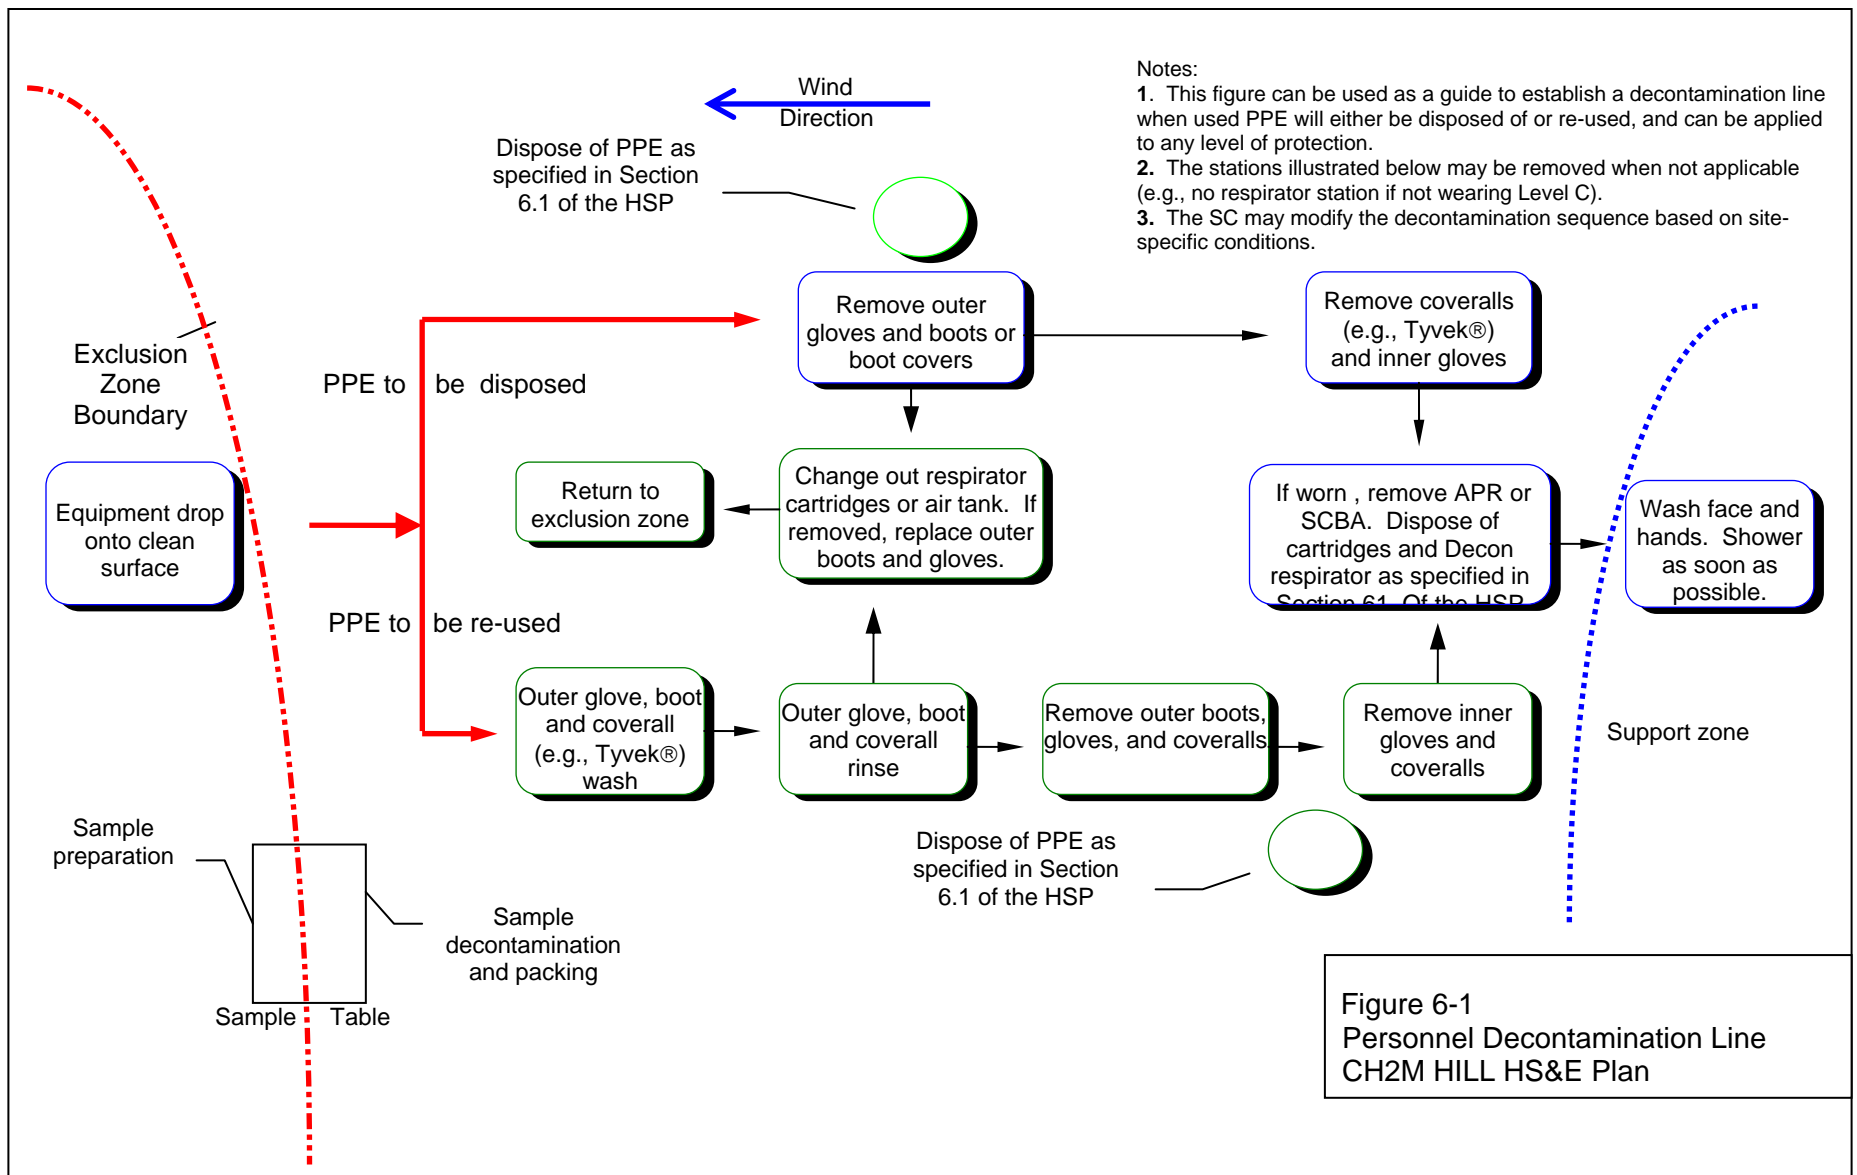 Wind
Direction
Notes:
1. This figure can be used as a guide to establish a decontamination line
when used PPE will either be disposed of or re-used, and can be applied
to any level of protection.
2. The stations illustrated below may be removed when not applicable
(e.g., no respirator station if not wearing Level C).
3. The SC may modify the decontamination sequence based on site-
specific conditions.
Dispose of PPE as
specified in Section
6.1 of the HSP
Exclusion
Zone
Boundary
PPE to be disposed
Remove outer
gloves and boots or
boot covers
Remove coveralls
(e.g., Tyvek®)
and inner gloves
Equipment drop
onto clean
surface
Return to
exclusion zone
Change out respirator
cartridges or air tank. If
removed, replace outer
boots and gloves.
If worn , remove APR or
SCBA. Dispose of
cartridges and Decon
respirator as specified in
Section 61. Of the HSP
Wash face and
hands. Shower
as soon as
possible.
PPE to be re-used
Outer glove, boot
and coverall
(e.g., Tyvek®)
wash
Outer glove, boot
and coverall
rinse
Remove outer boots,
gloves, and coveralls
Remove inner
gloves and
coveralls
Support zone
Sample
preparation
Dispose of PPE as
specified in Section
6.1 of the HSP
Sample
decontamination
and packing
Sample Table
Figure 6-1
Personnel Decontamination Line
CH2M HILL HS&E Plan